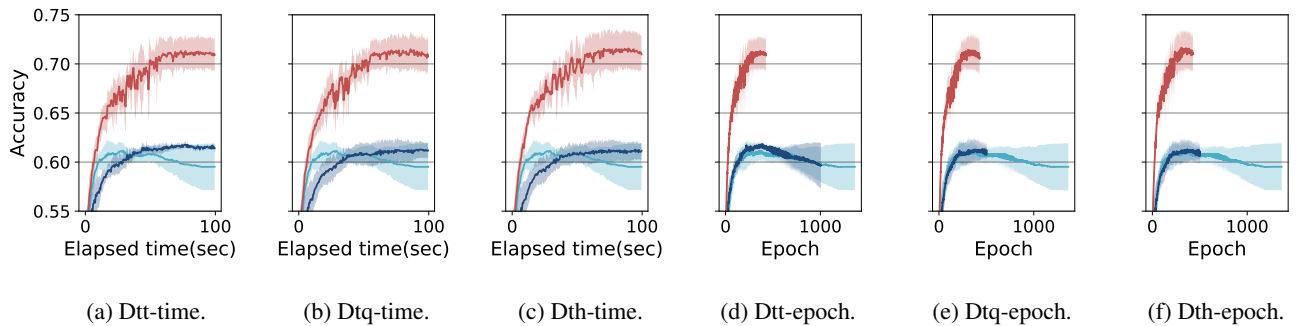 Accuracy
0.75
0.70
0.65
0.60
0.55
0 100
Elapsed time(sec)
0 100
Elapsed time(sec)
0 100
Elapsed time(sec)
0 1000
Epoch
0 1000
Epoch
0 1000
Epoch
(a) Dtt-time.
(b) Dtq-time.
(c) Dth-time.
(d) Dtt-epoch.
(e) Dtq-epoch.
(f) Dth-epoch.